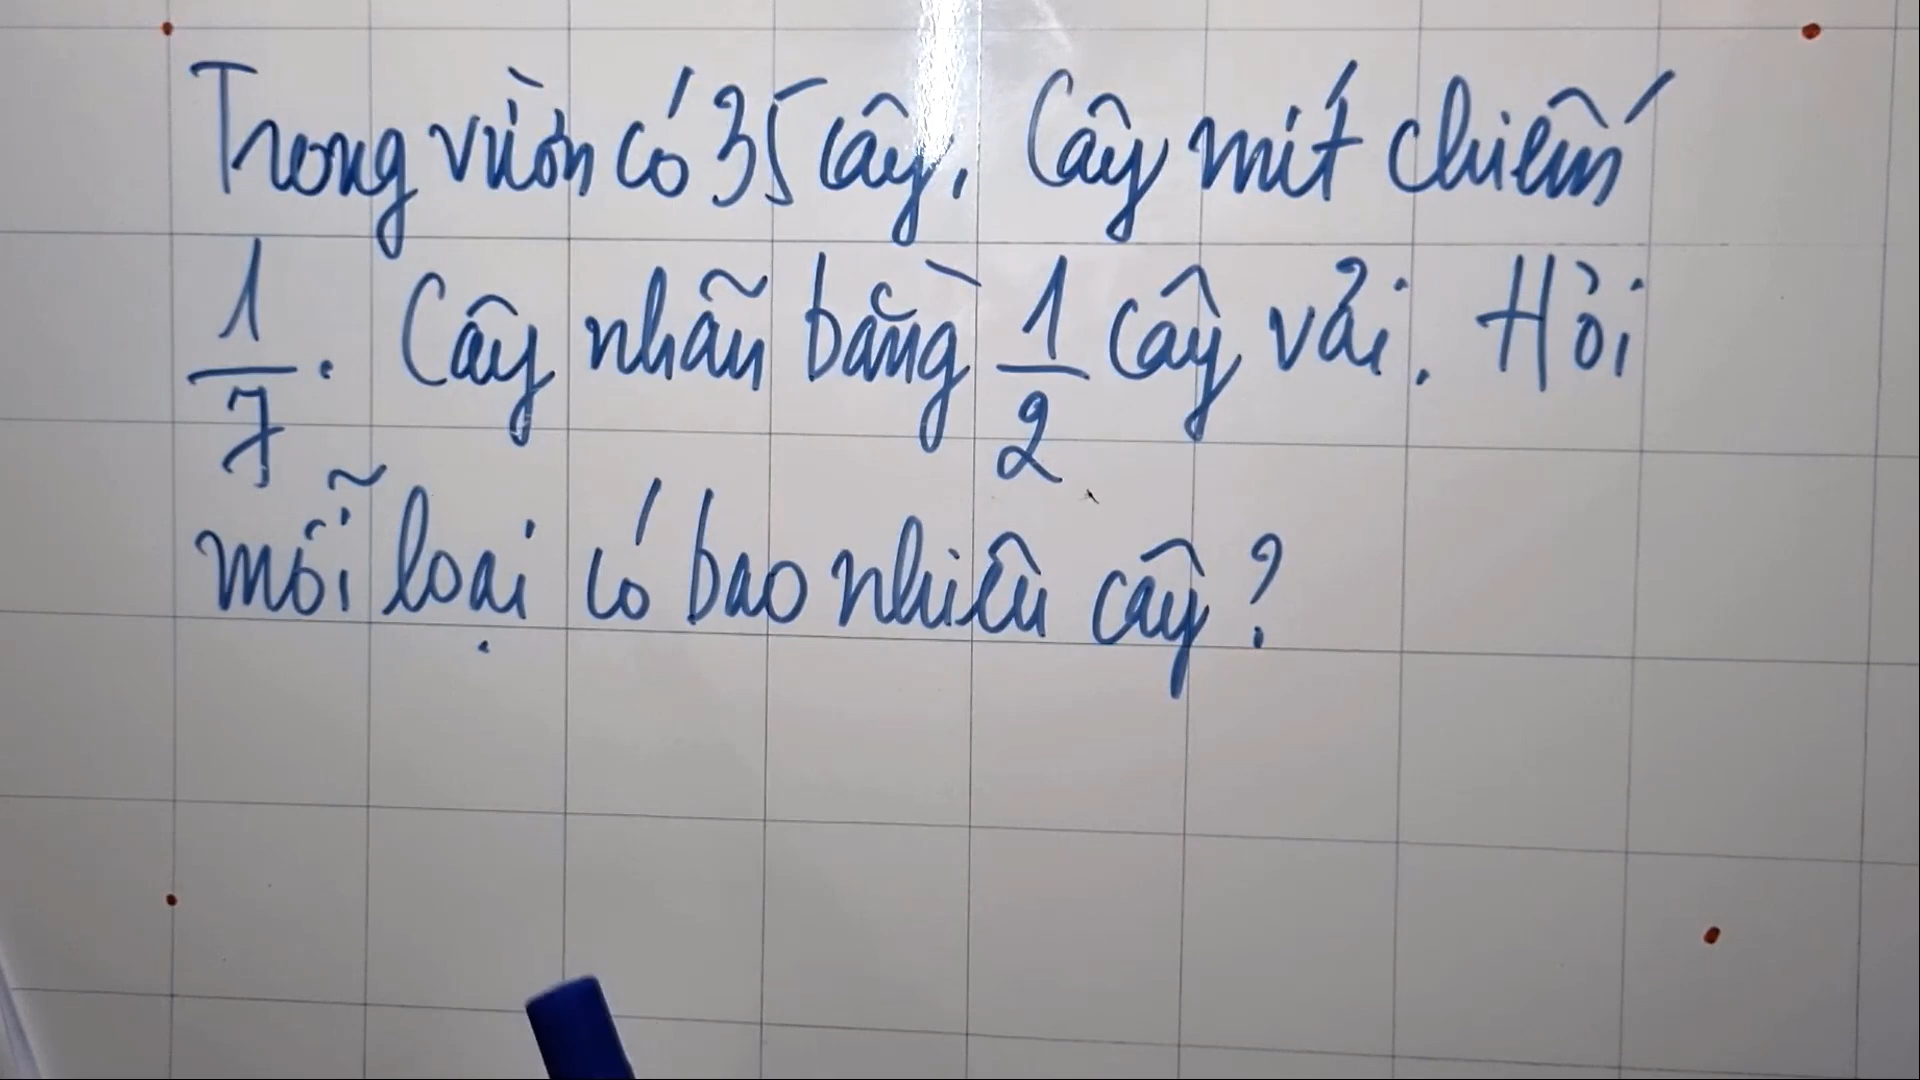 Trong vườn có 35 cây. Cây mít chiếm
1/7. Cây nhãn bằng 1/2 cây vải. Hỏi
mỗi loại có bao nhiêu cây?